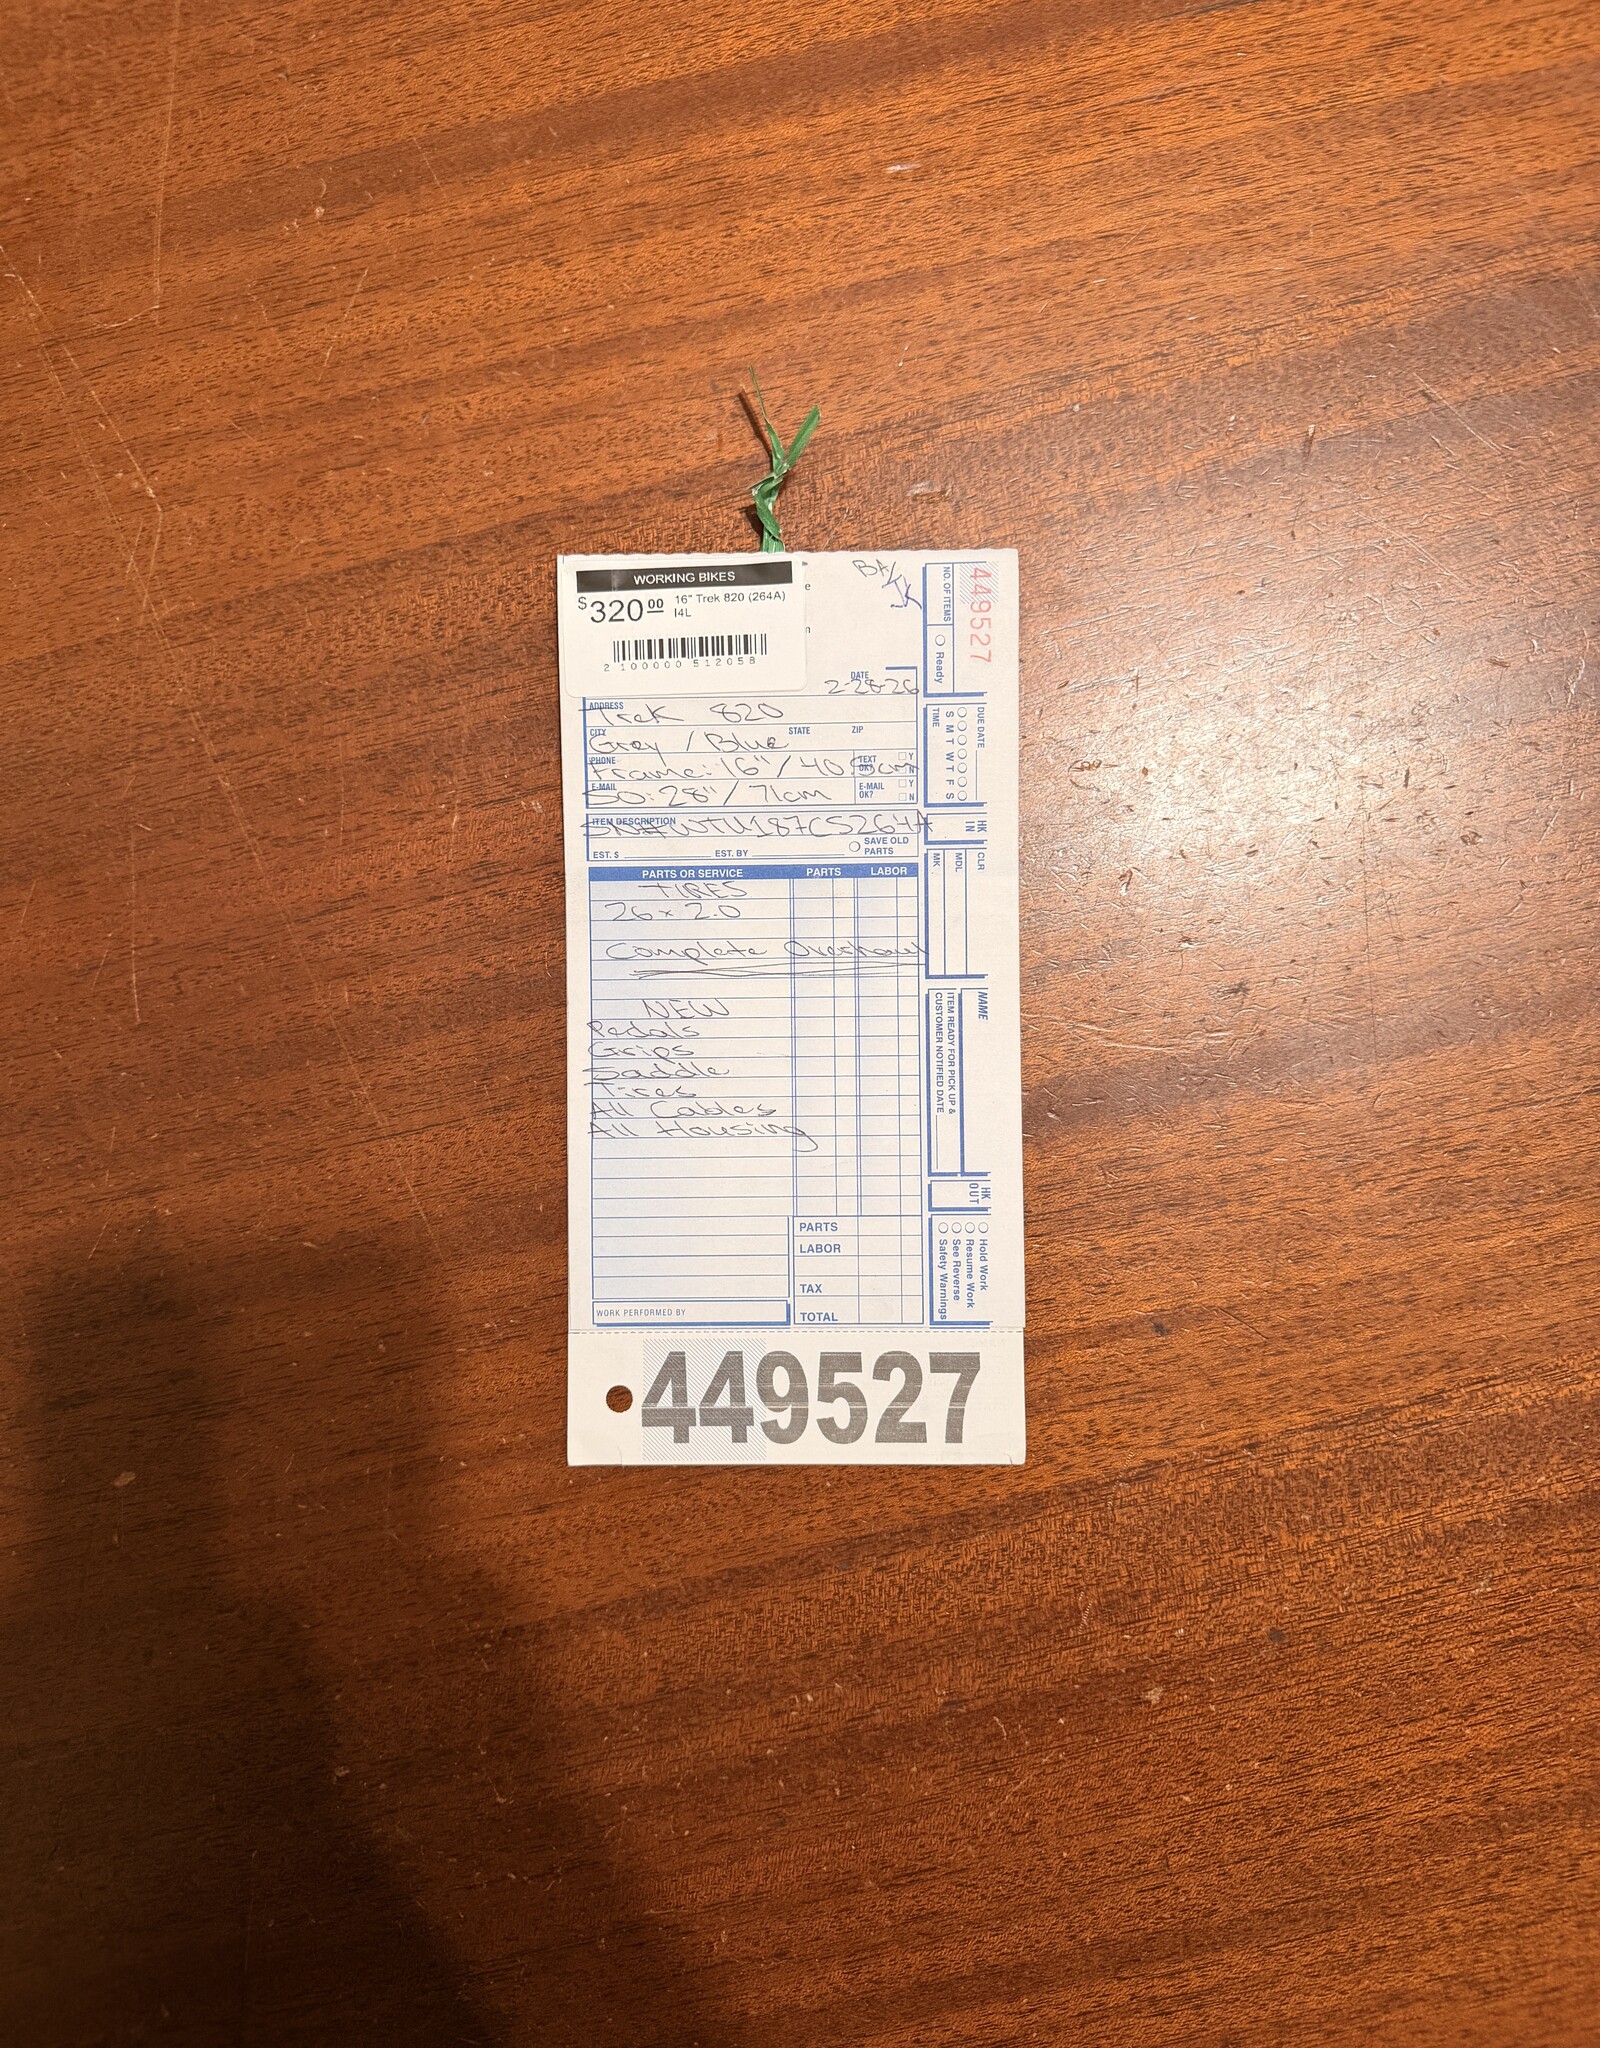 WORKING BIKES
$320.00 16" Trek 820 (264A)
I4L
2 100000 512058
BA/
JK
DATE
2-28-26
ADDRESS
Trek 820
CITY STATE ZIP
Grey / Blue
PHONE TEXT OK? Y N
Frame: 16" / 40.5cm
E-MAIL E-MAIL OK? Y N
SO: 28" / 71cm
ITEM DESCRIPTION
SN# WTU187CS264A
EST. $ EST. BY SAVE OLD PARTS
PARTS OR SERVICE PARTS LABOR
TIRES
26 x 2.0
Complete Overhaul
NEW
Pedals
Grips
Saddle
Tires
All Cables
All Housing
PARTS
LABOR
TAX
TOTAL
WORK PERFORMED BY
449527
NO. OF ITEMS
Ready
DUE DATE
S M T W T F S
TIME
HK IN
CLR
MDL
MK
NAME
ITEM READY FOR PICK UP &
CUSTOMER NOTIFIED DATE
HK OUT
Hold Work
Resume Work
See Reverse
Safety Warnings
449527